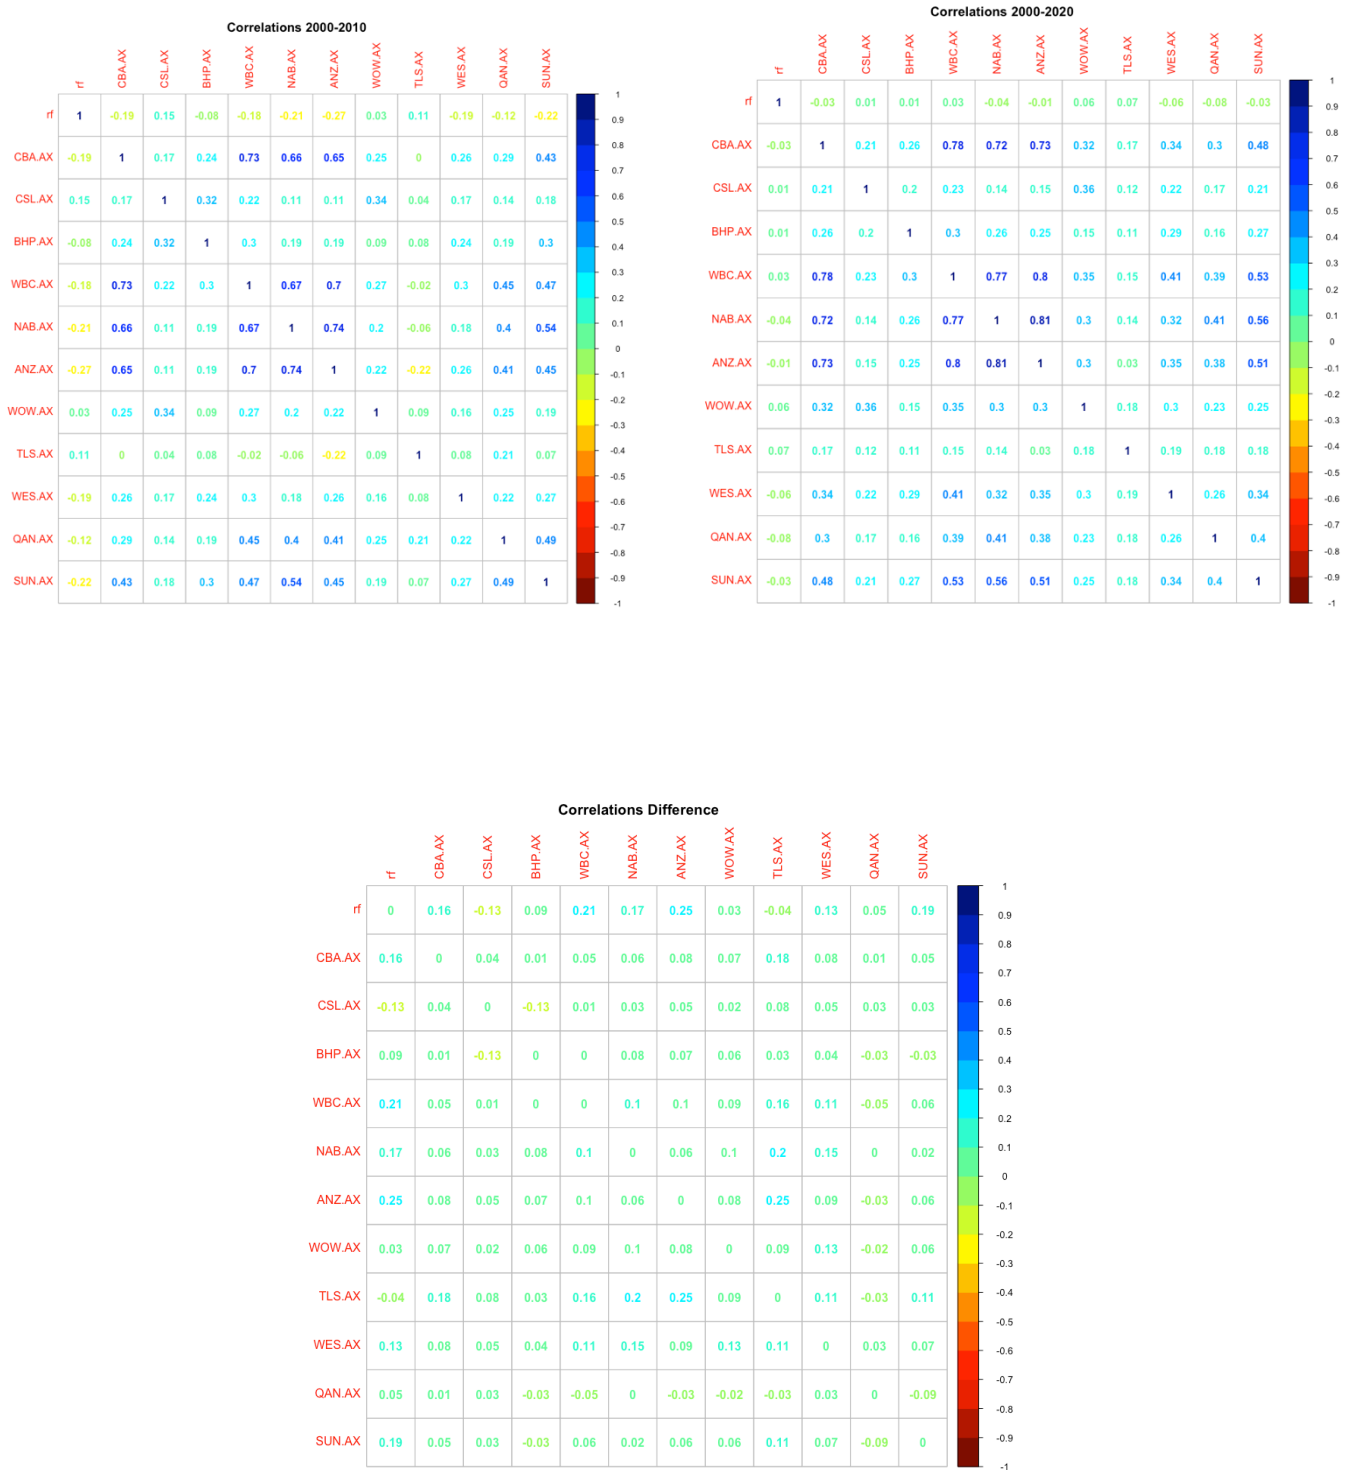 Correlations 2000-2010
rf CBA.AX CSL.AX BHP.AX WBC.AX NAB.AX ANZ.AX WOW.AX TLS.AX WES.AX QAN.AX SUN.AX
rf 1 -0.19 0.15 -0.08 -0.18 -0.21 -0.27 0.03 0.11 -0.19 -0.12 -0.22
CBA.AX -0.19 1 0.17 0.24 0.73 0.66 0.65 0.25 0 0.26 0.29 0.43
CSL.AX 0.15 0.17 1 0.32 0.22 0.11 0.11 0.34 0.04 0.17 0.14 0.18
BHP.AX -0.08 0.24 0.32 1 0.3 0.19 0.19 0.09 0.08 0.24 0.19 0.3
WBC.AX -0.18 0.73 0.22 0.3 1 0.67 0.7 0.27 -0.02 0.3 0.45 0.47
NAB.AX -0.21 0.66 0.11 0.19 0.67 1 0.74 0.2 -0.06 0.18 0.4 0.54
ANZ.AX -0.27 0.65 0.11 0.19 0.7 0.74 1 0.22 -0.22 0.26 0.41 0.45
WOW.AX 0.03 0.25 0.34 0.09 0.27 0.2 0.22 1 0.09 0.16 0.25 0.19
TLS.AX 0.11 0 0.04 0.08 -0.02 -0.06 -0.22 0.09 1 0.08 0.21 0.07
WES.AX -0.19 0.26 0.17 0.24 0.3 0.18 0.26 0.16 0.08 1 0.22 0.27
QAN.AX -0.12 0.29 0.14 0.19 0.45 0.4 0.41 0.25 0.21 0.22 1 0.49
SUN.AX -0.22 0.43 0.18 0.3 0.47 0.54 0.45 0.19 0.07 0.27 0.49 1
1
0.9
0.8
0.7
0.6
0.5
0.4
0.3
0.2
0.1
0
-0.1
-0.2
-0.3
-0.4
-0.5
-0.6
-0.7
-0.8
-0.9
-1
Correlations 2000-2020
rf CBA.AX CSL.AX BHP.AX WBC.AX NAB.AX ANZ.AX WOW.AX TLS.AX WES.AX QAN.AX SUN.AX
rf 1 -0.03 0.01 0.01 0.03 -0.04 -0.01 0.06 0.07 -0.06 -0.08 -0.03
CBA.AX -0.03 1 0.21 0.26 0.78 0.72 0.73 0.32 0.17 0.34 0.3 0.48
CSL.AX 0.01 0.21 1 0.2 0.23 0.14 0.15 0.36 0.12 0.22 0.17 0.21
BHP.AX 0.01 0.26 0.2 1 0.3 0.26 0.25 0.15 0.11 0.29 0.16 0.27
WBC.AX 0.03 0.78 0.23 0.3 1 0.77 0.8 0.35 0.15 0.41 0.39 0.53
NAB.AX -0.04 0.72 0.14 0.26 0.77 1 0.81 0.3 0.14 0.32 0.41 0.56
ANZ.AX -0.01 0.73 0.15 0.25 0.8 0.81 1 0.3 0.03 0.35 0.38 0.51
WOW.AX 0.06 0.32 0.36 0.15 0.35 0.3 0.3 1 0.18 0.3 0.23 0.25
TLS.AX 0.07 0.17 0.12 0.11 0.15 0.14 0.03 0.18 1 0.19 0.18 0.18
WES.AX -0.06 0.34 0.22 0.29 0.41 0.32 0.35 0.3 0.19 1 0.26 0.34
QAN.AX -0.08 0.3 0.17 0.16 0.39 0.41 0.38 0.23 0.18 0.26 1 0.4
SUN.AX -0.03 0.48 0.21 0.27 0.53 0.56 0.51 0.25 0.18 0.34 0.4 1
1
0.9
0.8
0.7
0.6
0.5
0.4
0.3
0.2
0.1
0
-0.1
-0.2
-0.3
-0.4
-0.5
-0.6
-0.7
-0.8
-0.9
-1
Correlations Difference
rf CBA.AX CSL.AX BHP.AX WBC.AX NAB.AX ANZ.AX WOW.AX TLS.AX WES.AX QAN.AX SUN.AX
rf 0 0.16 -0.13 0.09 0.21 0.17 0.25 0.03 -0.04 0.13 0.05 0.19
CBA.AX 0.16 0 0.04 0.01 0.05 0.06 0.08 0.07 0.18 0.08 0.01 0.05
CSL.AX -0.13 0.04 0 -0.13 0.01 0.03 0.05 0.02 0.08 0.05 0.03 0.03
BHP.AX 0.09 0.01 -0.13 0 0 0.08 0.07 0.06 0.03 0.04 -0.03 -0.03
WBC.AX 0.21 0.05 0.01 0 0 0.1 0.1 0.09 0.16 0.11 -0.05 0.06
NAB.AX 0.17 0.06 0.03 0.08 0.1 0 0.06 0.1 0.2 0.15 0 0.02
ANZ.AX 0.25 0.08 0.05 0.07 0.1 0.06 0 0.08 0.25 0.09 -0.03 0.06
WOW.AX 0.03 0.07 0.02 0.06 0.09 0.1 0.08 0 0.09 0.13 -0.02 0.06
TLS.AX -0.04 0.18 0.08 0.03 0.16 0.2 0.25 0.09 0 0.11 -0.03 0.11
WES.AX 0.13 0.08 0.05 0.04 0.11 0.15 0.09 0.13 0.11 0 0.03 0.07
QAN.AX 0.05 0.01 0.03 -0.03 -0.05 0 -0.03 -0.02 -0.03 0.03 0 -0.09
SUN.AX 0.19 0.05 0.03 -0.03 0.06 0.02 0.06 0.06 0.11 0.07 -0.09 0
1
0.9
0.8
0.7
0.6
0.5
0.4
0.3
0.2
0.1
0
-0.1
-0.2
-0.3
-0.4
-0.5
-0.6
-0.7
-0.8
-0.9
-1